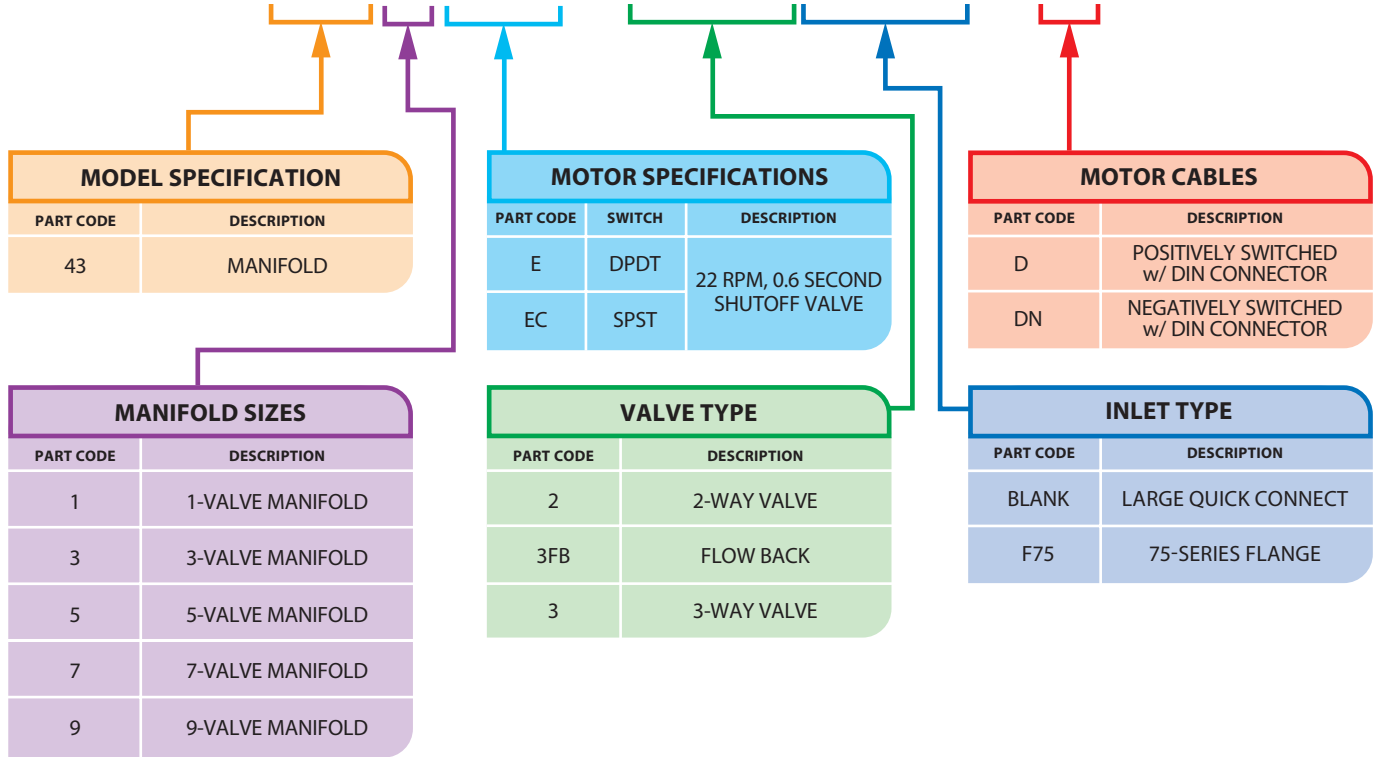 MODEL SPECIFICATION
PART CODE DESCRIPTION
43 MANIFOLD
MOTOR SPECIFICATIONS
PART CODE SWITCH DESCRIPTION
E DPDT
22 RPM, 0.6 SECOND
SHUTOFF VALVE
EC SPST
MOTOR CABLES
PART CODE DESCRIPTION
D POSITIVELY SWITCHED
w/ DIN CONNECTOR
DN NEGATIVELY SWITCHED
w/ DIN CONNECTOR
MANIFOLD SIZES
PART CODE DESCRIPTION
1 1-VALVE MANIFOLD
3 3-VALVE MANIFOLD
5 5-VALVE MANIFOLD
7 7-VALVE MANIFOLD
9 9-VALVE MANIFOLD
VALVE TYPE
PART CODE DESCRIPTION
2 2-WAY VALVE
3FB FLOW BACK
3 3-WAY VALVE
INLET TYPE
PART CODE DESCRIPTION
BLANK LARGE QUICK CONNECT
F75 75-SERIES FLANGE